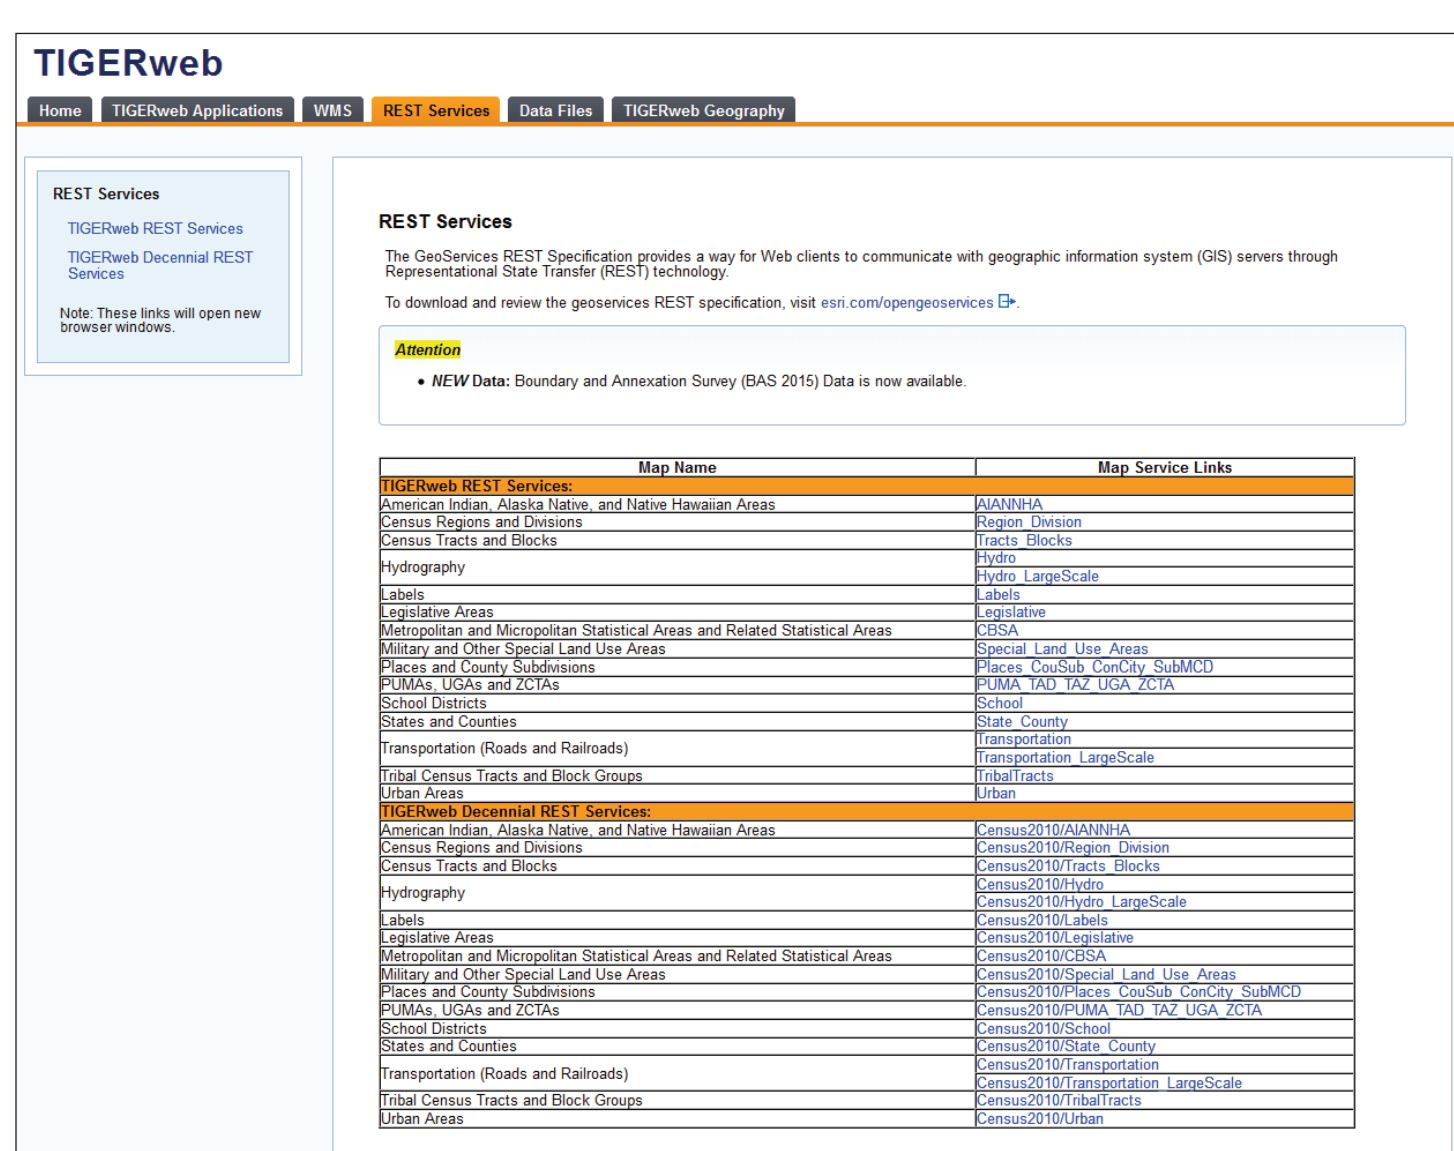 TIGERweb
Home TIGERweb Applications WMS REST Services Data Files TIGERweb Geography
REST Services
TIGERweb REST Services
TIGERweb Decennial REST
Services
Note: These links will open new
browser windows.
REST Services
The GeoServices REST Specification provides a way for Web clients to communicate with geographic information system (GIS) servers through
Representational State Transfer (REST) technology.
To download and review the geoservices REST specification, visit esri.com/opengeoservices .
Attention
• NEW Data: Boundary and Annexation Survey (BAS 2015) Data is now available.
Map Name Map Service Links
TIGERweb REST Services:
American Indian, Alaska Native, and Native Hawaiian Areas AIANNHA
Census Regions and Divisions Region_Division
Census Tracts and Blocks Tracts_Blocks
Hydrography Hydro
Hydro_LargeScale
Labels Labels
Legislative Areas Legislative
Metropolitan and Micropolitan Statistical Areas and Related Statistical Areas CBSA
Military and Other Special Land Use Areas Special_Land_Use_Areas
Places and County Subdivisions Places_CouSub_ConCity_SubMCD
PUMAs, UGAs and ZCTAs PUMA_TAD_TAZ_UGA_ZCTA
School Districts School
States and Counties State_County
Transportation (Roads and Railroads) Transportation
Transportation_LargeScale
Tribal Census Tracts and Block Groups TribalTracts
Urban Areas Urban
TIGERweb Decennial REST Services:
American Indian, Alaska Native, and Native Hawaiian Areas Census2010/AIANNHA
Census Regions and Divisions Census2010/Region_Division
Census Tracts and Blocks Census2010/Tracts_Blocks
Hydrography Census2010/Hydro
Census2010/Hydro_LargeScale
Labels Census2010/Labels
Legislative Areas Census2010/Legislative
Metropolitan and Micropolitan Statistical Areas and Related Statistical Areas Census2010/CBSA
Military and Other Special Land Use Areas Census2010/Special_Land_Use_Areas
Places and County Subdivisions Census2010/Places_CouSub_ConCity_SubMCD
PUMAs, UGAs and ZCTAs Census2010/PUMA_TAD_TAZ_UGA_ZCTA
School Districts Census2010/School
States and Counties Census2010/State_County
Transportation (Roads and Railroads) Census2010/Transportation
Census2010/Transportation_LargeScale
Tribal Census Tracts and Block Groups Census2010/TribalTracts
Urban Areas Census2010/Urban